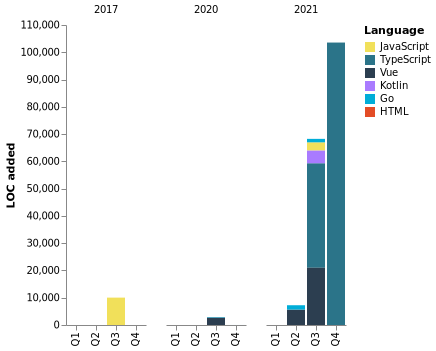 2017 2020 2021
Language
JavaScript
TypeScript
Vue
Kotlin
Go
HTML
LOC added
110,000
100,000
90,000
80,000
70,000
60,000
50,000
40,000
30,000
20,000
10,000
0
Q1 Q2 Q3 Q4 Q1 Q2 Q3 Q4 Q1 Q2 Q3 Q4